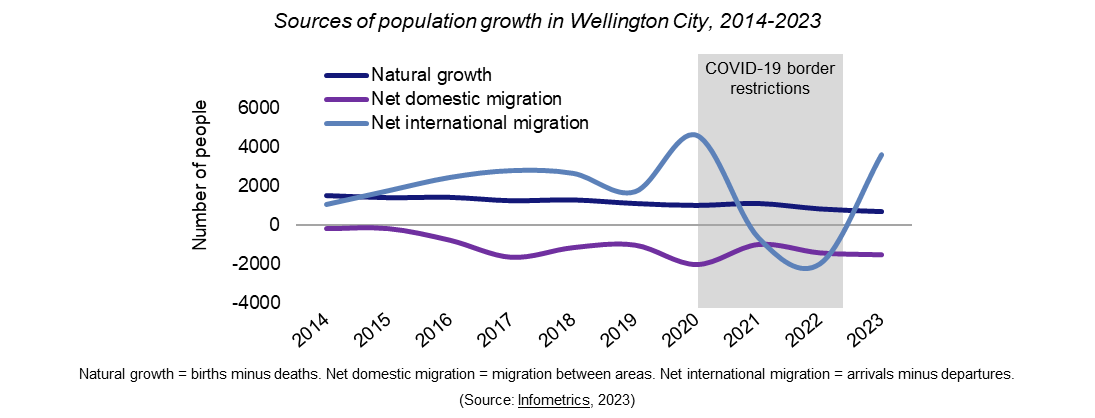 Sources of population growth in Wellington City, 2014-2023
COVID-19 border
restrictions
Natural growth
Net domestic migration
Net international migration
Number of people
6000
4000
2000
0
-2000
-4000
2014
2015
2016
2017
2018
2019
2020
2021
2022
2023
Natural growth = births minus deaths. Net domestic migration = migration between areas. Net international migration = arrivals minus departures.
(Source: Infometrics, 2023)